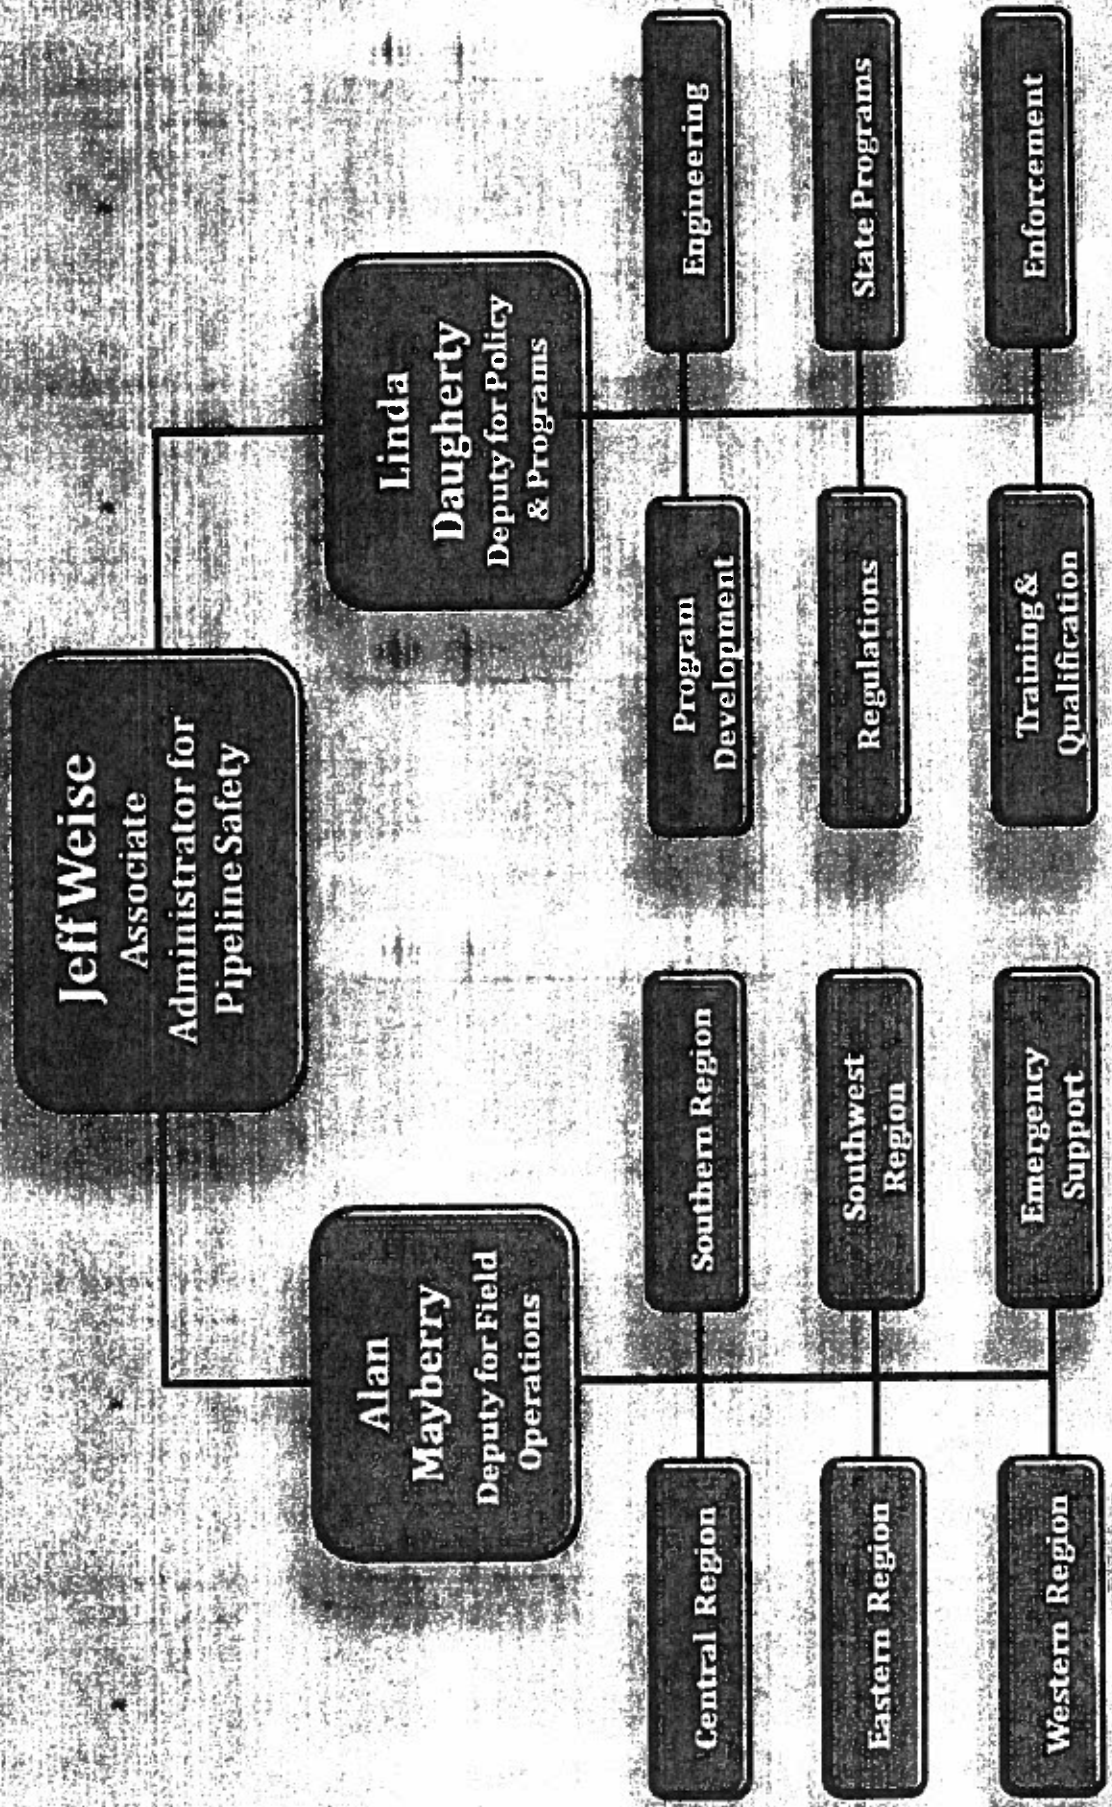 Jeff Weise
Associate
Administrator for
Pipeline Safety
Alan
Mayberry
Deputy for Field
Operations
Linda
Daugherty
Deputy for Policy
& Programs
Central Region
Southern Region
Eastern Region
Southwest
Region
Western Region
Emergency
Support
Program
Development
Engineering
Regulations
State Programs
Training &
Qualification
Enforcement